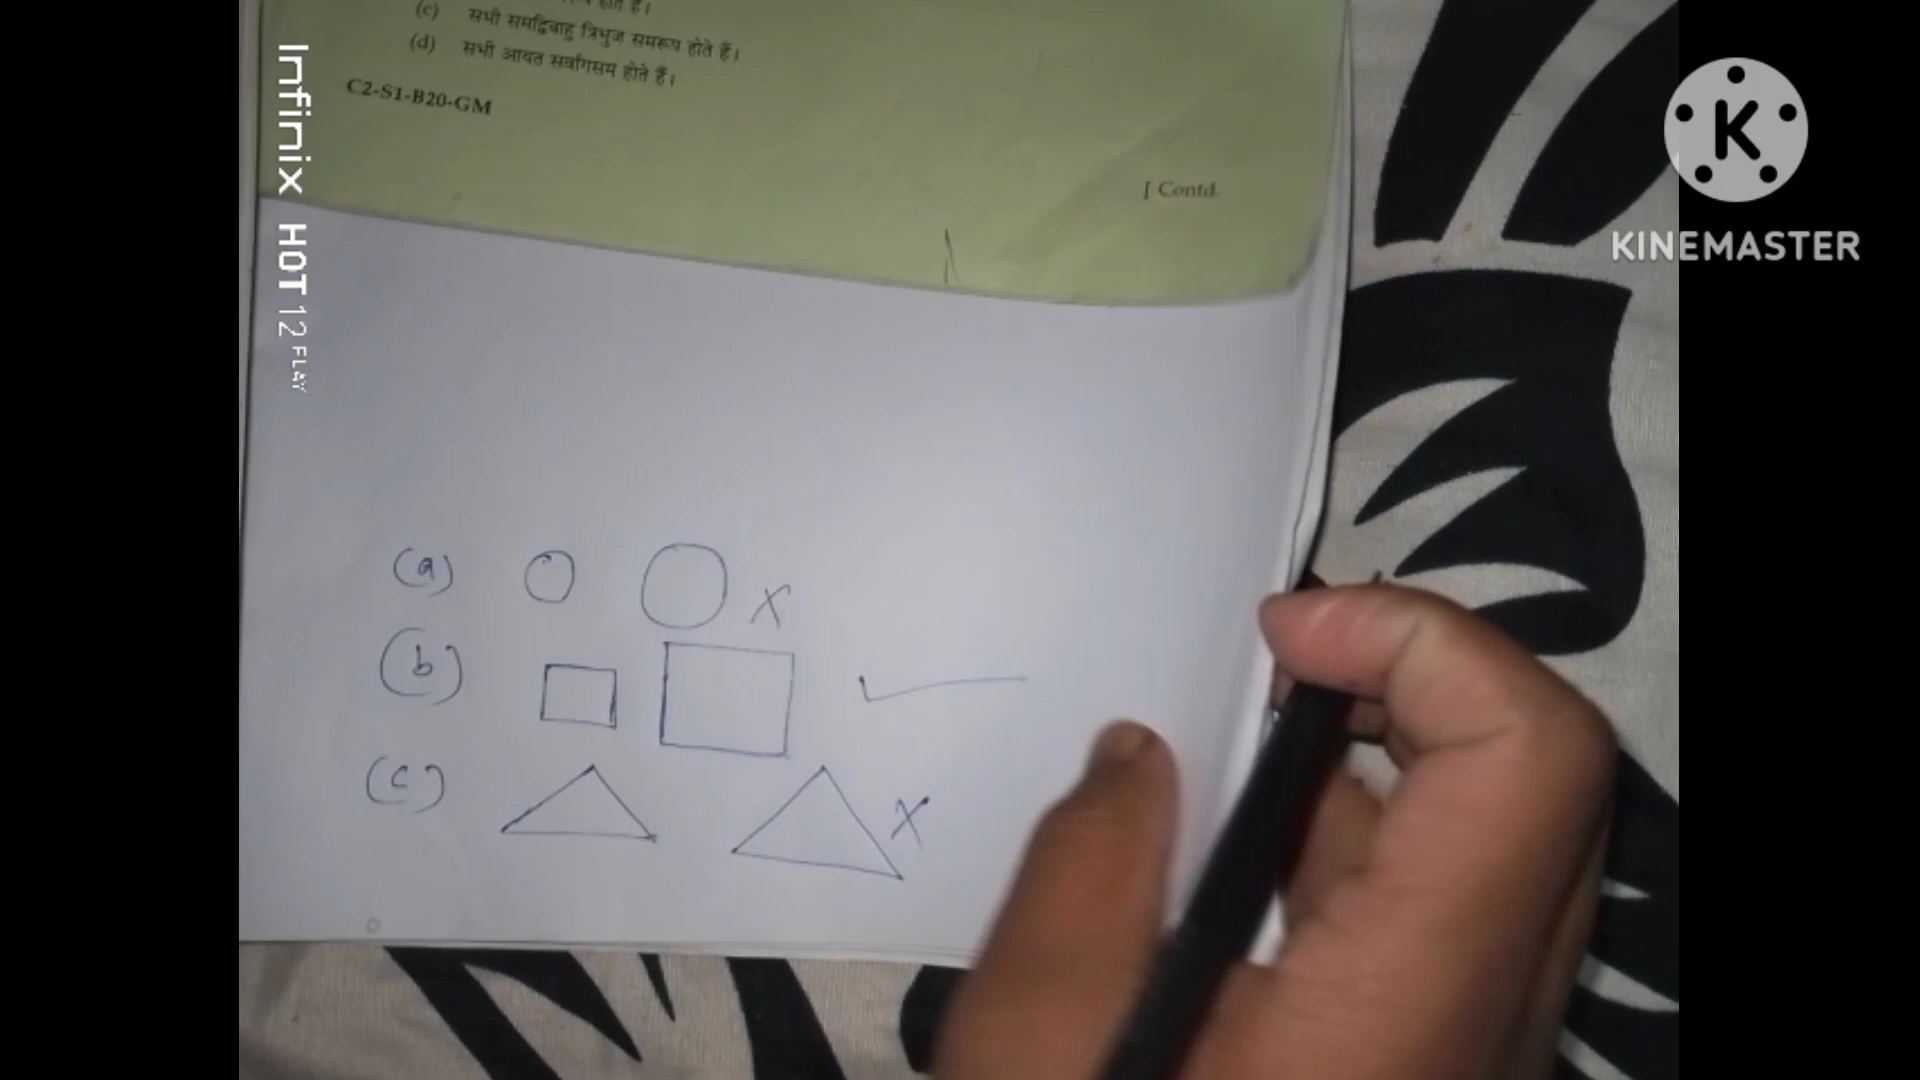 होते हैं।
(c) सभी समद्विबाहु त्रिभुज समरूप होते हैं।
(d) सभी आयत सर्वांगसम होते हैं।
C2-S1-B20-GM
[ Contd.
(a) X
(b)
(c) X
Infinix HOT 12 PLAY
K
KINEMASTER